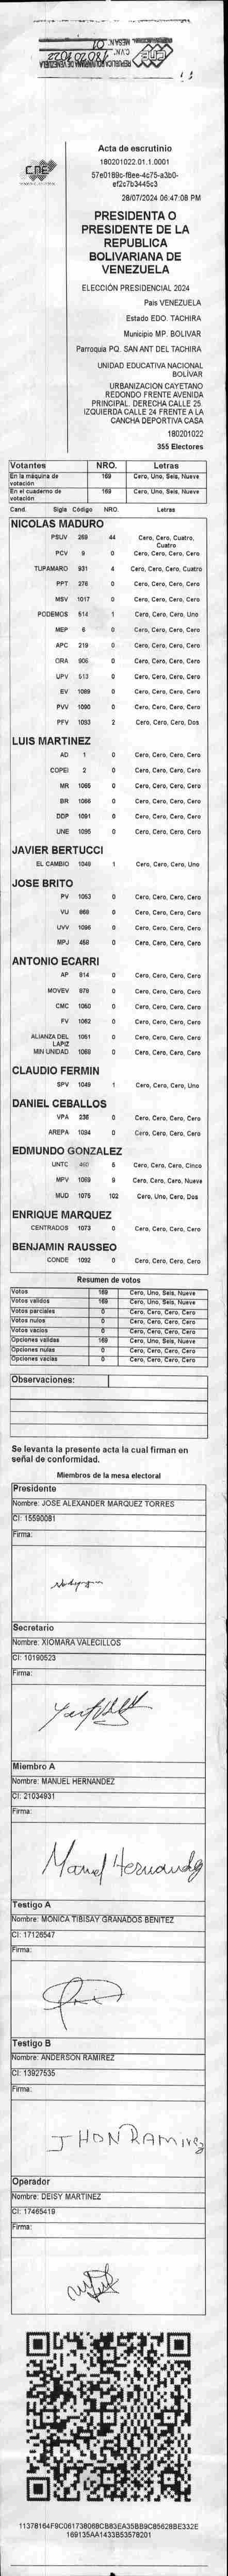 MESA Nº. 01
CNV. 180201022
REPÚBLICA BOLIVARIANA DE VENEZUELA
CNE
Acta de escrutinio
180201022.01.1.0001
57e0189c-f8ee-4c75-a3b0-
ef2c7b3445c3
28/07/2024 06:47:08 PM
PRESIDENTA O
PRESIDENTE DE LA
REPUBLICA
BOLIVARIANA DE
VENEZUELA
ELECCIÓN PRESIDENCIAL 2024
Pais VENEZUELA
Estado EDO. TACHIRA
Municipio MP. BOLIVAR
Parroquia PQ. SAN ANT DEL TACHIRA
UNIDAD EDUCATIVA NACIONAL
BOLIVAR
URBANIZACION CAYETANO
REDONDO FRENTE AVENIDA
PRINCIPAL. DERECHA CALLE 25.
IZQUIERDA CALLE 24 FRENTE A LA
CANCHA DEPORTIVA CASA
180201022
355 Electores
Votantes NRO. Letras
En la máquina de votación 169 Cero, Uno, Seis, Nueve
En el cuaderno de votación 169 Cero, Uno, Seis, Nueve
Cand. Sigla Código NRO. Letras
NICOLAS MADURO
PSUV 269 44 Cero, Cero, Cuatro, Cuatro
PCV 9 0 Cero, Cero, Cero, Cero
TUPAMARO 931 4 Cero, Cero, Cero, Cuatro
PPT 276 0 Cero, Cero, Cero, Cero
MSV 1017 0 Cero, Cero, Cero, Cero
PODEMOS 514 1 Cero, Cero, Cero, Uno
MEP 6 0 Cero, Cero, Cero, Cero
APC 219 0 Cero, Cero, Cero, Cero
ORA 906 0 Cero, Cero, Cero, Cero
UPV 513 0 Cero, Cero, Cero, Cero
EV 1089 0 Cero, Cero, Cero, Cero
PVV 1090 0 Cero, Cero, Cero, Cero
PFV 1093 2 Cero, Cero, Cero, Dos
LUIS MARTINEZ
AD 1 0 Cero, Cero, Cero, Cero
COPEI 2 0 Cero, Cero, Cero, Cero
MR 1065 0 Cero, Cero, Cero, Cero
BR 1066 0 Cero, Cero, Cero, Cero
DDP 1091 0 Cero, Cero, Cero, Cero
UNE 1095 0 Cero, Cero, Cero, Cero
JAVIER BERTUCCI
EL CAMBIO 1048 1 Cero, Cero, Cero, Uno
JOSE BRITO
PV 1053 0 Cero, Cero, Cero, Cero
VU 869 0 Cero, Cero, Cero, Cero
UVV 1096 0 Cero, Cero, Cero, Cero
MPJ 458 0 Cero, Cero, Cero, Cero
ANTONIO ECARRI
AP 814 0 Cero, Cero, Cero, Cero
MOVEV 979 0 Cero, Cero, Cero, Cero
CMC 1060 0 Cero, Cero, Cero, Cero
FV 1062 0 Cero, Cero, Cero, Cero
ALIANZA DEL LAPIZ 1051 0 Cero, Cero, Cero, Cero
MIN UNIDAD 1069 0 Cero, Cero, Cero, Cero
CLAUDIO FERMIN
SPV 1049 1 Cero, Cero, Cero, Uno
DANIEL CEBALLOS
VPA 236 0 Cero, Cero, Cero, Cero
AREPA 1094 0 Cero, Cero, Cero, Cero
EDMUNDO GONZALEZ
UNTC 460 5 Cero, Cero, Cero, Cinco
MPV 1069 9 Cero, Cero, Cero, Nueve
MUD 1075 102 Cero, Uno, Cero, Dos
ENRIQUE MARQUEZ
CENTRADOS 1073 0 Cero, Cero, Cero, Cero
BENJAMIN RAUSSEO
CONDE 1092 0 Cero, Cero, Cero, Cero
Resumen de votos
Votos 169 Cero, Uno, Seis, Nueve
Votos validos 169 Cero, Uno, Seis, Nueve
Votos parciales 0 Cero, Cero, Cero, Cero
Votos nulos 0 Cero, Cero, Cero, Cero
Votos vacios 0 Cero, Cero, Cero, Cero
Opciones validas 169 Cero, Uno, Seis, Nueve
Opciones nulas 0 Cero, Cero, Cero, Cero
Opciones vacias 0 Cero, Cero, Cero, Cero
Observaciones:
Se levanta la presente acta la cual firman en
señal de conformidad.
Miembros de la mesa electoral
Presidente
Nombre: JOSE ALEXANDER MARQUEZ TORRES
CI: 15590081
Firma:
Secretario
Nombre: XIOMARA VALECILLOS
CI: 10190523
Firma:
Miembro A
Nombre: MANUEL HERNANDEZ
CI: 21034931
Firma:
Manuel Hernandez
Testigo A
Nombre: MONICA TIBISAY GRANADOS BENITEZ
CI: 17126547
Firma:
Testigo B
Nombre: ANDERSON RAMIREZ
CI: 13927535
Firma:
JHON RAMIREZ
Operador
Nombre: DEISY MARTINEZ
CI: 17465419
Firma:
11378164F9C06173806BCB83EA35BB9C85628BE332E
169135AA1433B53578201